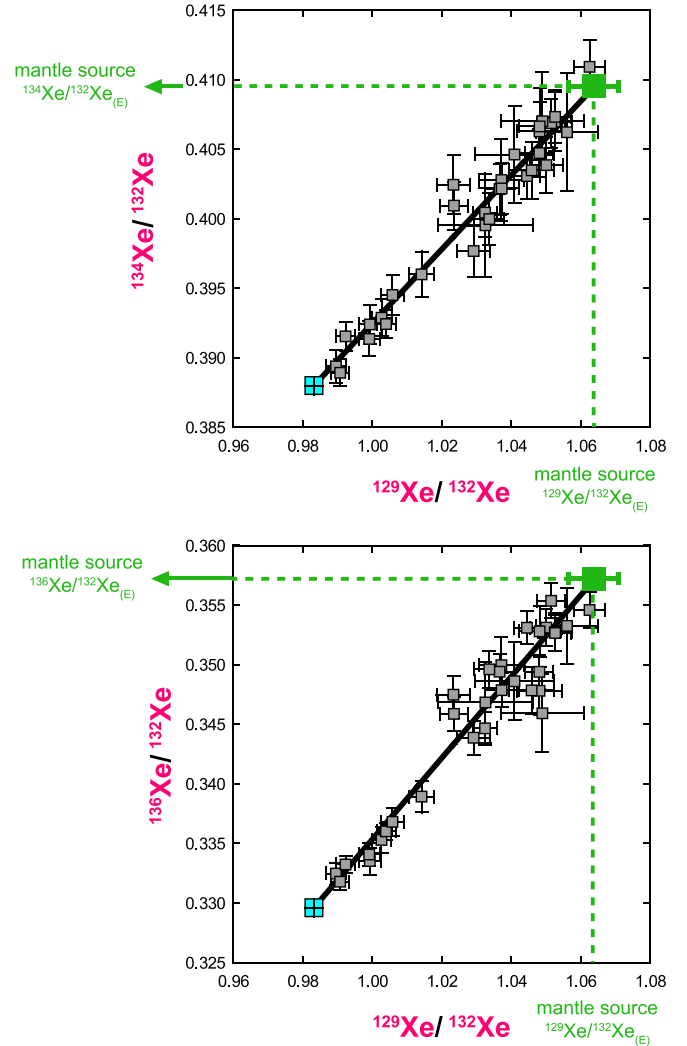 0.415
0.410
0.405
0.400
0.395
0.390
0.385
mantle source
¹³⁴Xe/¹³²Xe(E)
¹³⁴Xe/ ¹³²Xe
0.96 0.98 1.00 1.02 1.04 1.06 1.08
¹²⁹Xe/ ¹³²Xe
mantle source
¹²⁹Xe/¹³²Xe(E)
0.360
0.355
0.350
0.345
0.340
0.335
0.330
0.325
mantle source
¹³⁶Xe/¹³²Xe(E)
¹³⁶Xe/ ¹³²Xe
0.96 0.98 1.00 1.02 1.04 1.06 1.08
¹²⁹Xe/ ¹³²Xe
mantle source
¹²⁹Xe/¹³²Xe(E)